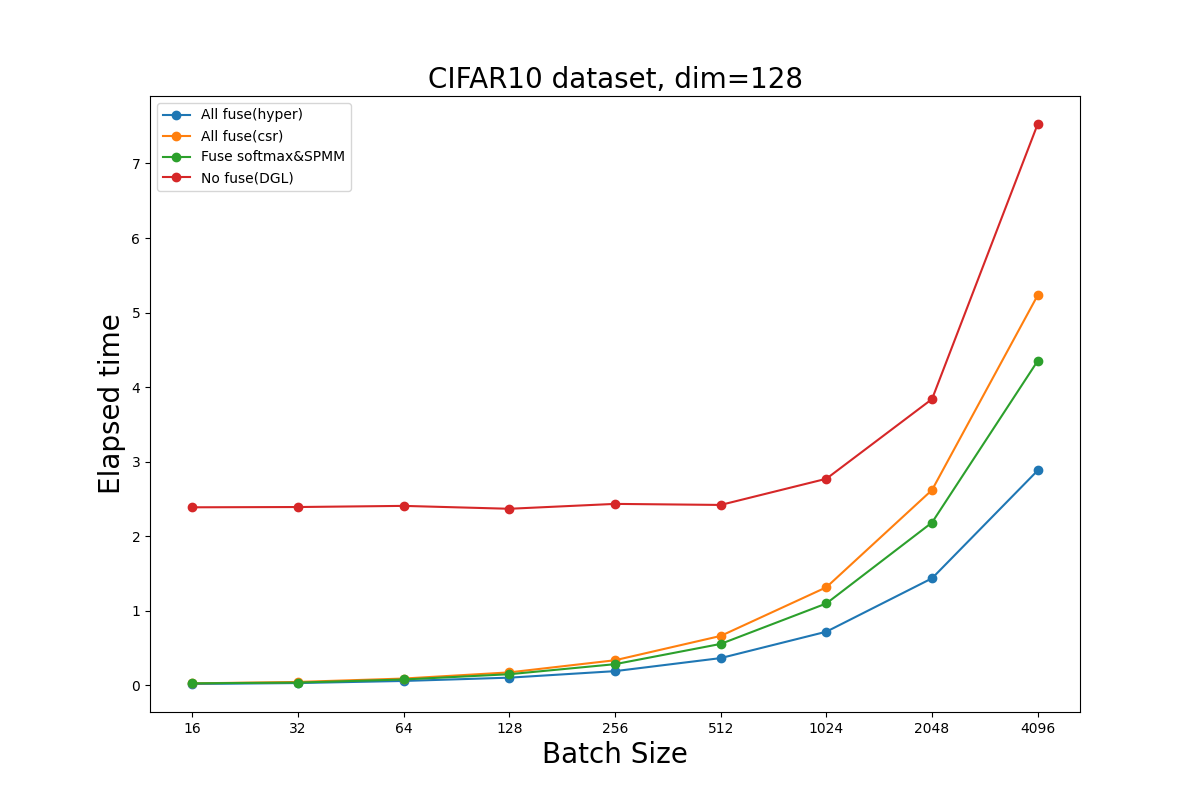 CIFAR10 dataset, dim=128
All fuse(hyper)
All fuse(csr)
Fuse softmax&SPMM
No fuse(DGL)
Elapsed time
7
6
5
4
3
2
1
0
16 32 64 128 256 512 1024 2048 4096
Batch Size